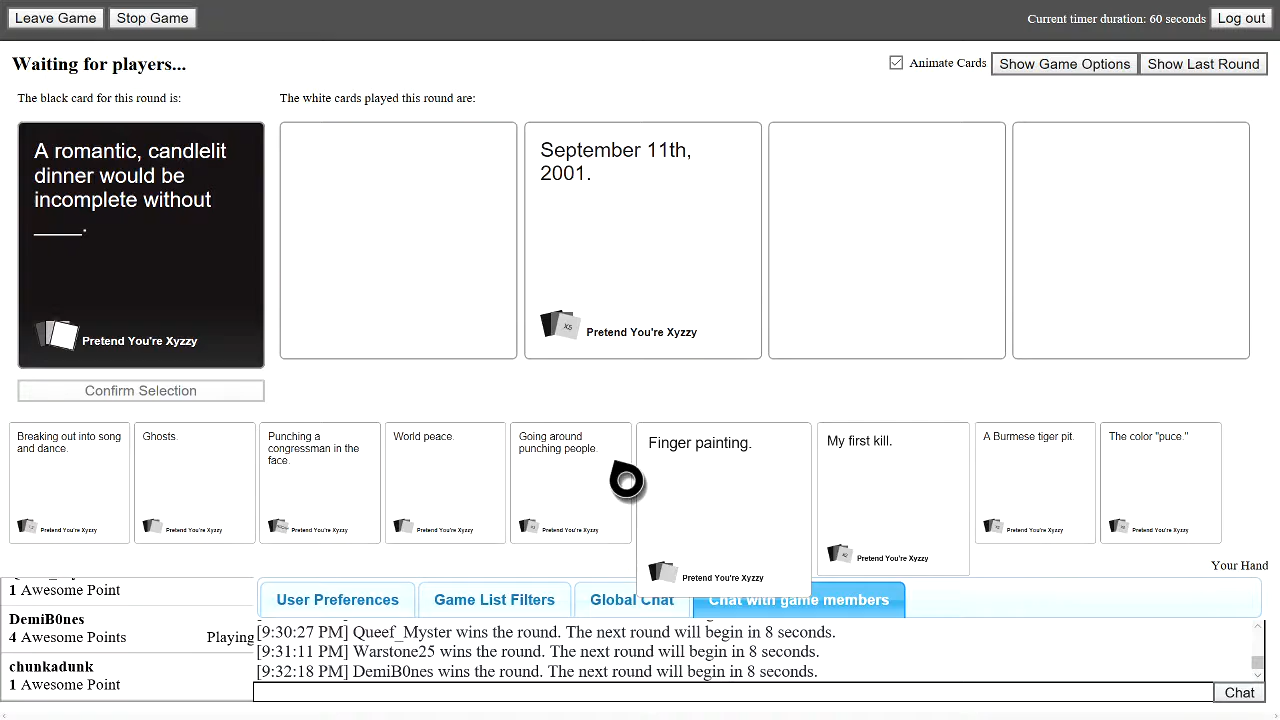 Leave Game
Stop Game
Current timer duration: 60 seconds
Log out
Waiting for players...
Animate Cards
Show Game Options
Show Last Round
The black card for this round is:
The white cards played this round are:
A romantic, candlelit
dinner would be
incomplete without
____.
Pretend You're Xyzzy
September 11th,
2001.
X5
Pretend You're Xyzzy
Confirm Selection
Breaking out into song
and dance.
Pretend You're Xyzzy
Ghosts.
Pretend You're Xyzzy
Punching a
congressman in the
face.
Pretend You're Xyzzy
World peace.
Pretend You're Xyzzy
Going around
punching people.
Pretend You're Xyzzy
Finger painting.
Pretend You're Xyzzy
My first kill.
Pretend You're Xyzzy
A Burmese tiger pit.
Pretend You're Xyzzy
The color "puce."
Pretend You're Xyzzy
Your Hand
1 Awesome Point
DemiB0nes
4 Awesome Points
Playing
chunkadunk
1 Awesome Point
User Preferences
Game List Filters
Global Chat
Chat with game members
[9:30:27 PM] Queef_Myster wins the round. The next round will begin in 8 seconds.
[9:31:11 PM] Warstone25 wins the round. The next round will begin in 8 seconds.
[9:32:18 PM] DemiB0nes wins the round. The next round will begin in 8 seconds.
Chat